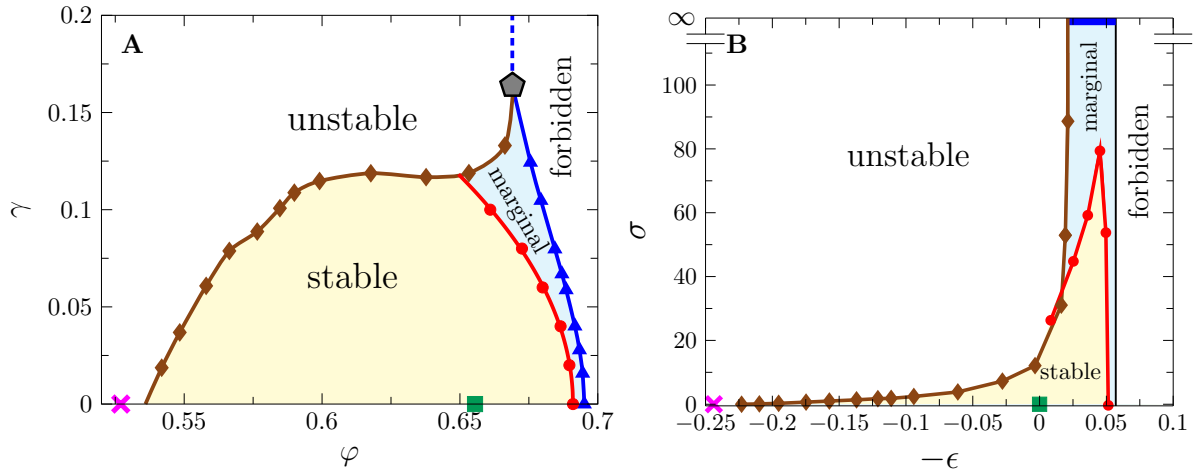 A
0.2
0.15
0.1
0.05
0
γ
0.55
0.6
0.65
0.7
φ
unstable
stable
marginal
forbidden
B
∞
100
80
60
40
20
0
σ
−0.25
−0.2
−0.15
−0.1
−0.05
0
0.05
0.1
−ϵ
unstable
marginal
stable
forbidden